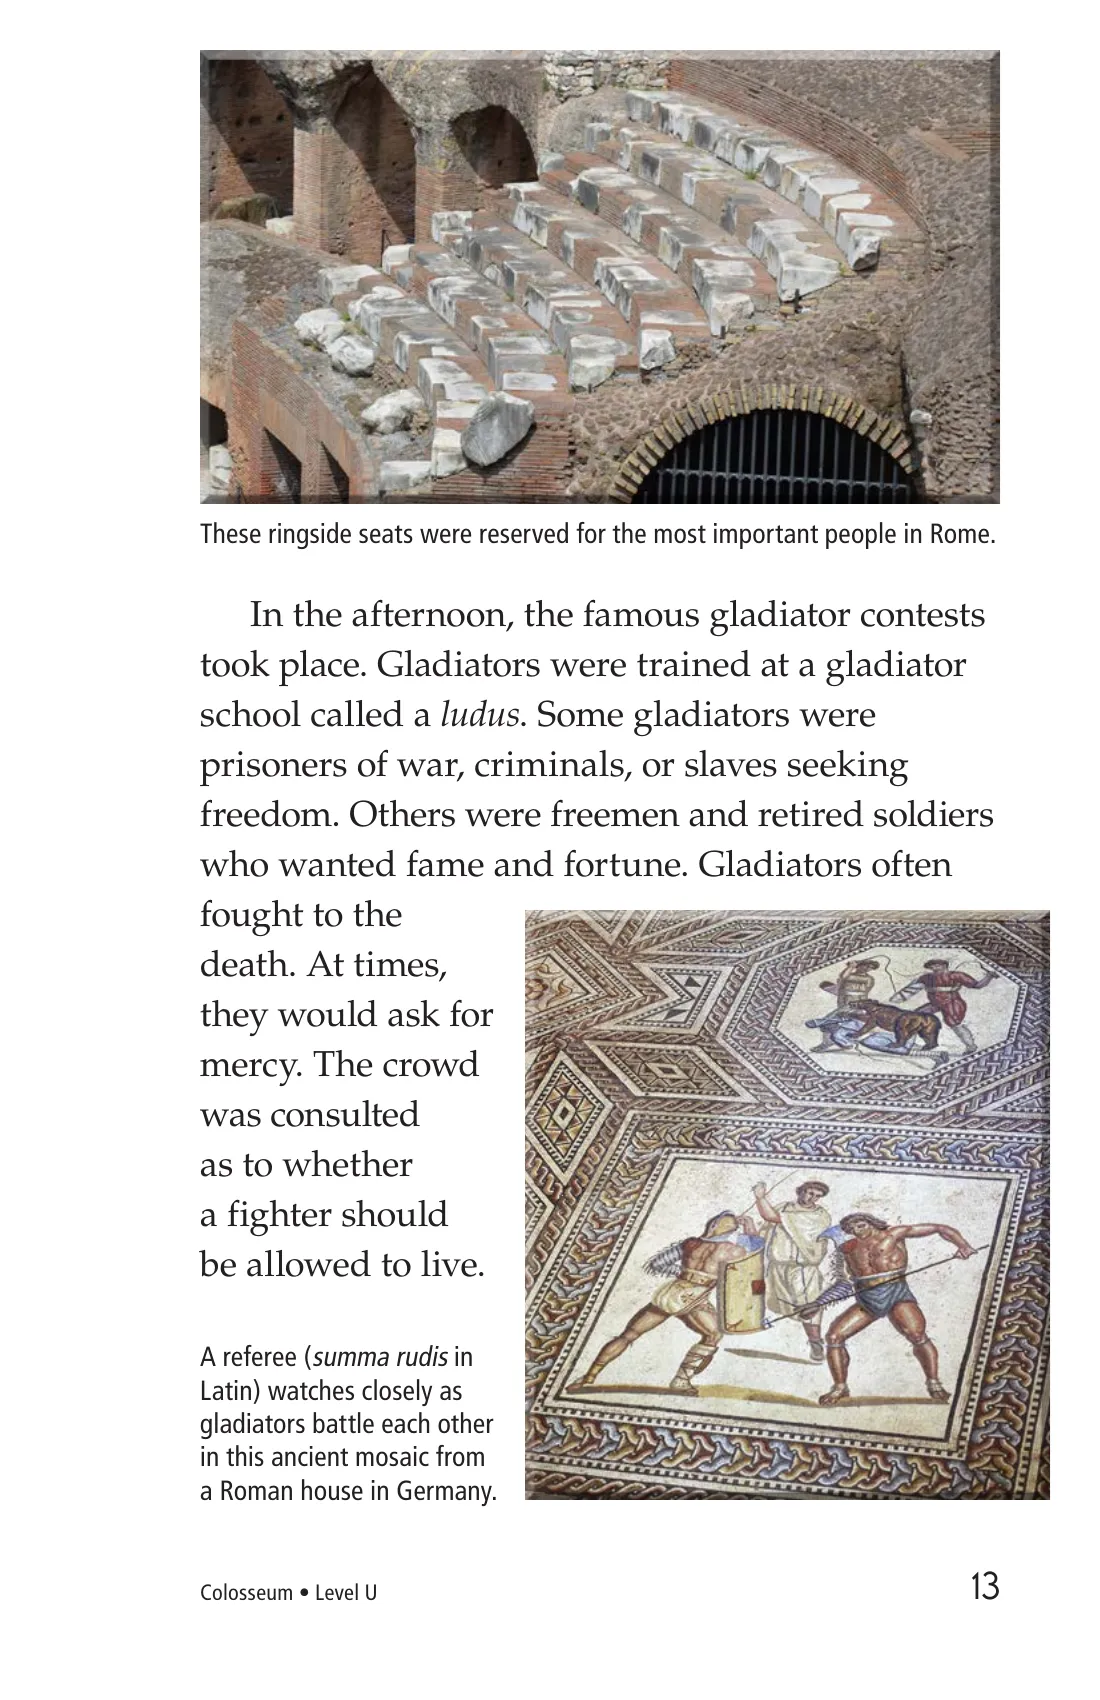 These ringside seats were reserved for the most important people in Rome.
In the afternoon, the famous gladiator contests
took place. Gladiators were trained at a gladiator
school called a ludus. Some gladiators were
prisoners of war, criminals, or slaves seeking
freedom. Others were freemen and retired soldiers
who wanted fame and fortune. Gladiators often
fought to the
death. At times,
they would ask for
mercy. The crowd
was consulted
as to whether
a fighter should
be allowed to live.
A referee (summa rudis in
Latin) watches closely as
gladiators battle each other
in this ancient mosaic from
a Roman house in Germany.
Colosseum • Level U
13